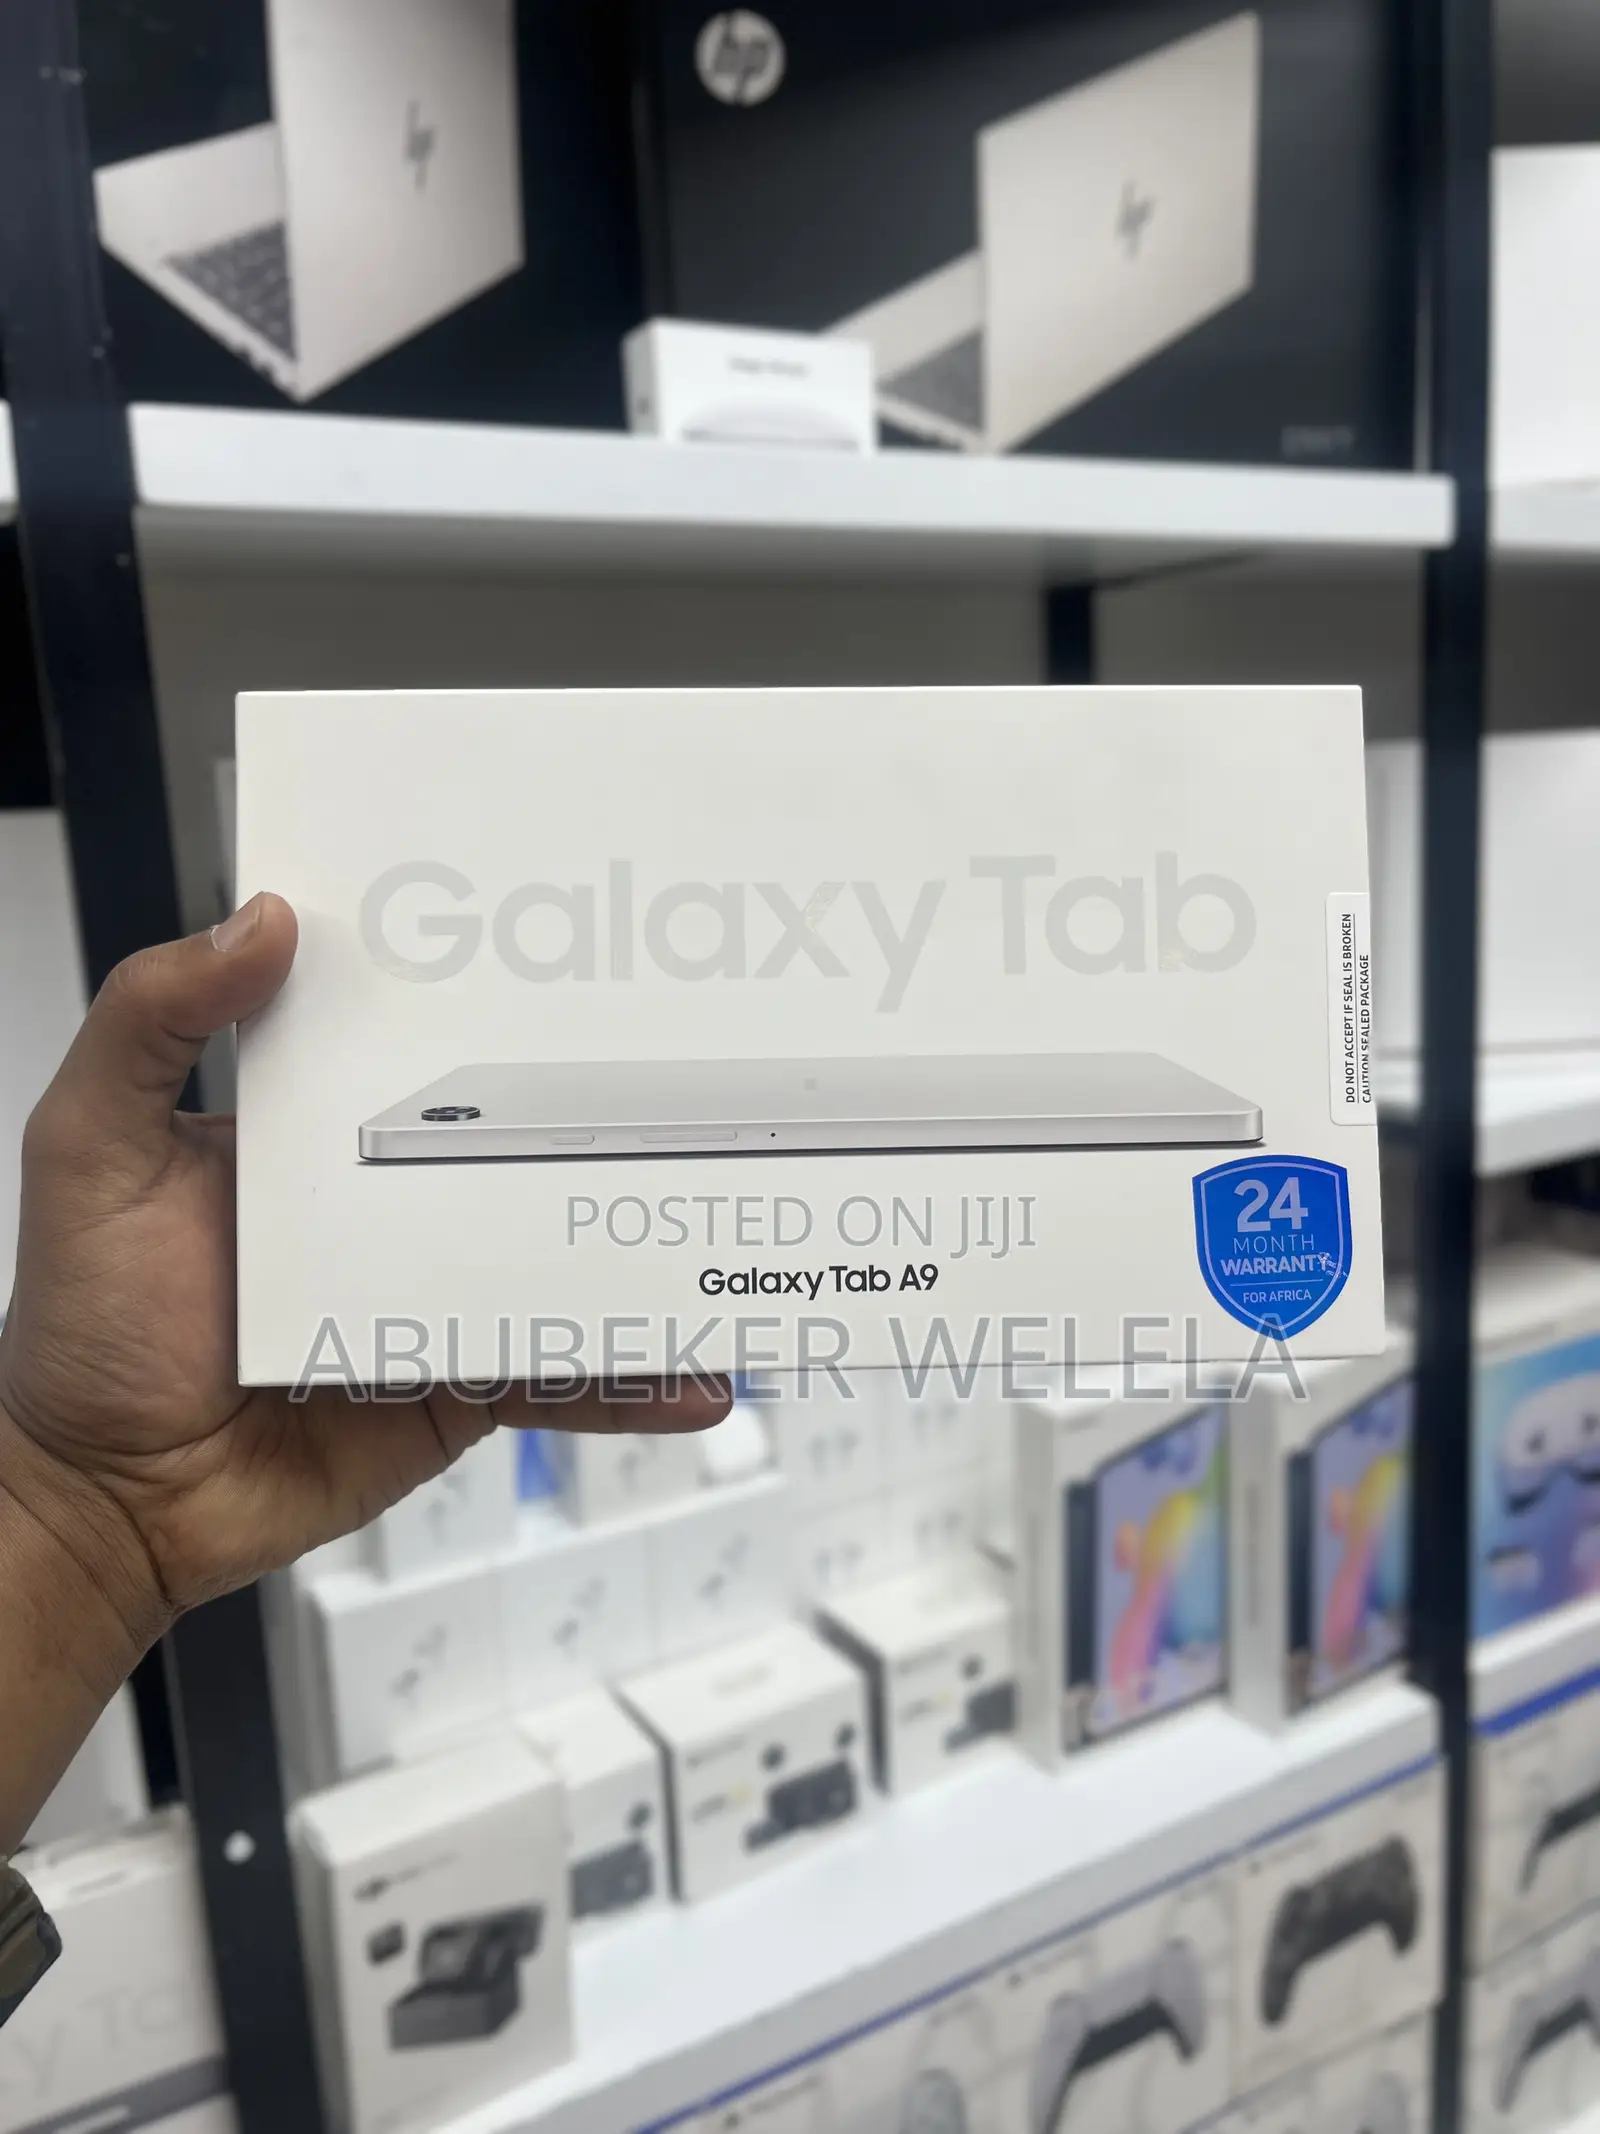 hp
Galaxy Tab
DO NOT ACCEPT IF SEAL IS BROKEN
CAUTION SEALED PACKAGE
24
MONTH
WARRANTY
FOR AFRICA
POSTED ON JIJI
Galaxy Tab A9
ABUBEKER WELELA